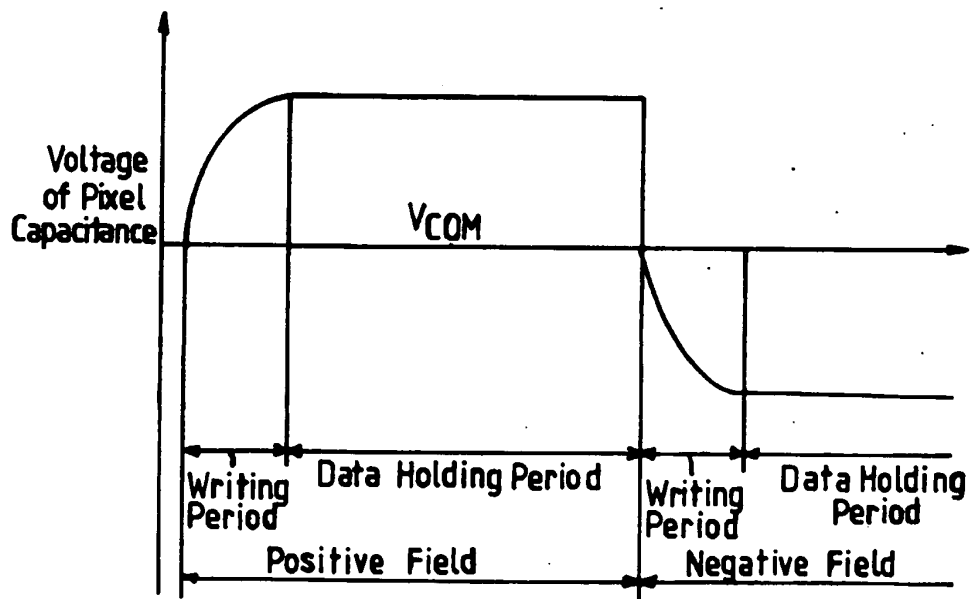 Voltage
of Pixel
Capacitance
VCOM
Writing
Period
Data Holding Period
Writing
Period
Data Holding
Period
Positive Field
Negative Field